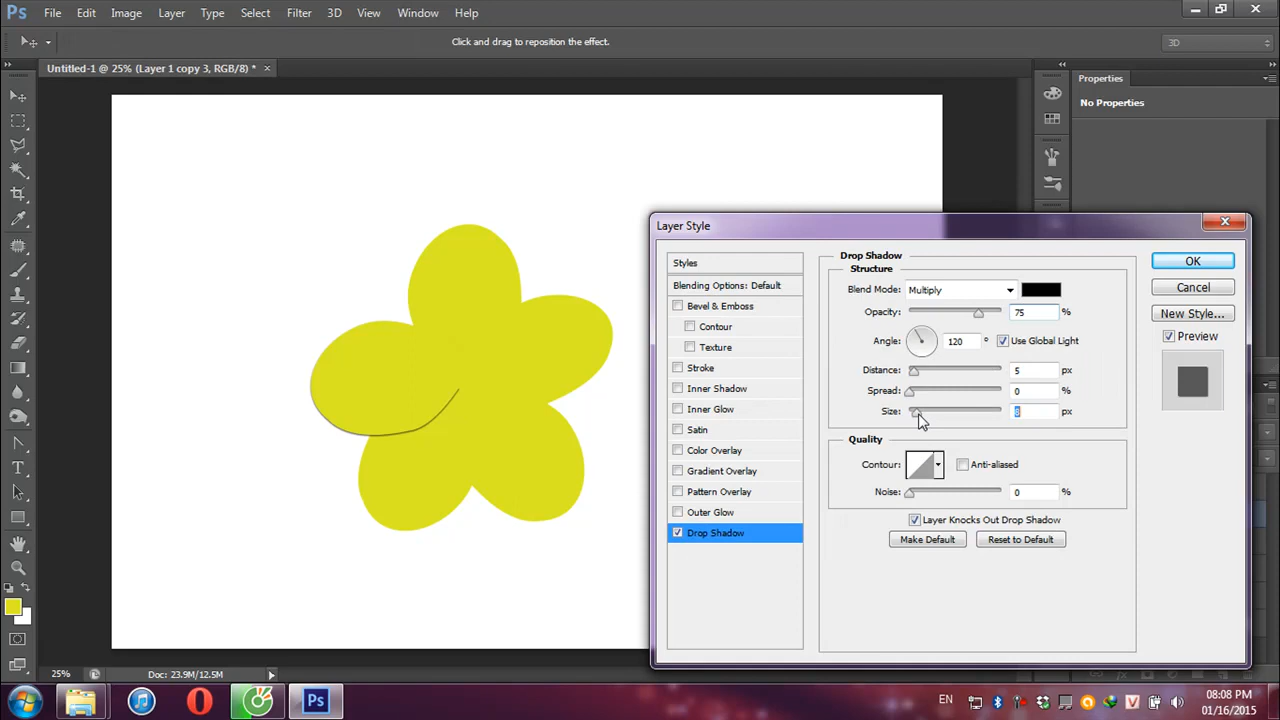 Ps File Edit Image Layer Type Select Filter 3D View Window Help
Click and drag to reposition the effect.
3D
Untitled-1 @ 25% (Layer 1 copy 3, RGB/8) * ×
Properties
No Properties
Layer Style
Styles
Blending Options: Default
Bevel & Emboss
Contour
Texture
Stroke
Inner Shadow
Inner Glow
Satin
Color Overlay
Gradient Overlay
Pattern Overlay
Outer Glow
Drop Shadow
Drop Shadow
Structure
Blend Mode: Multiply
Opacity: 75 %
Angle: 120 ° Use Global Light
Distance: 5 px
Spread: 0 %
Size: 8 px
Quality
Contour: Anti-aliased
Noise: 0 %
Layer Knocks Out Drop Shadow
Make Default Reset to Default
OK
Cancel
New Style...
Preview
25% Doc: 23.9M/12.5M
Ps
EN
V
08:08 PM
01/16/2015